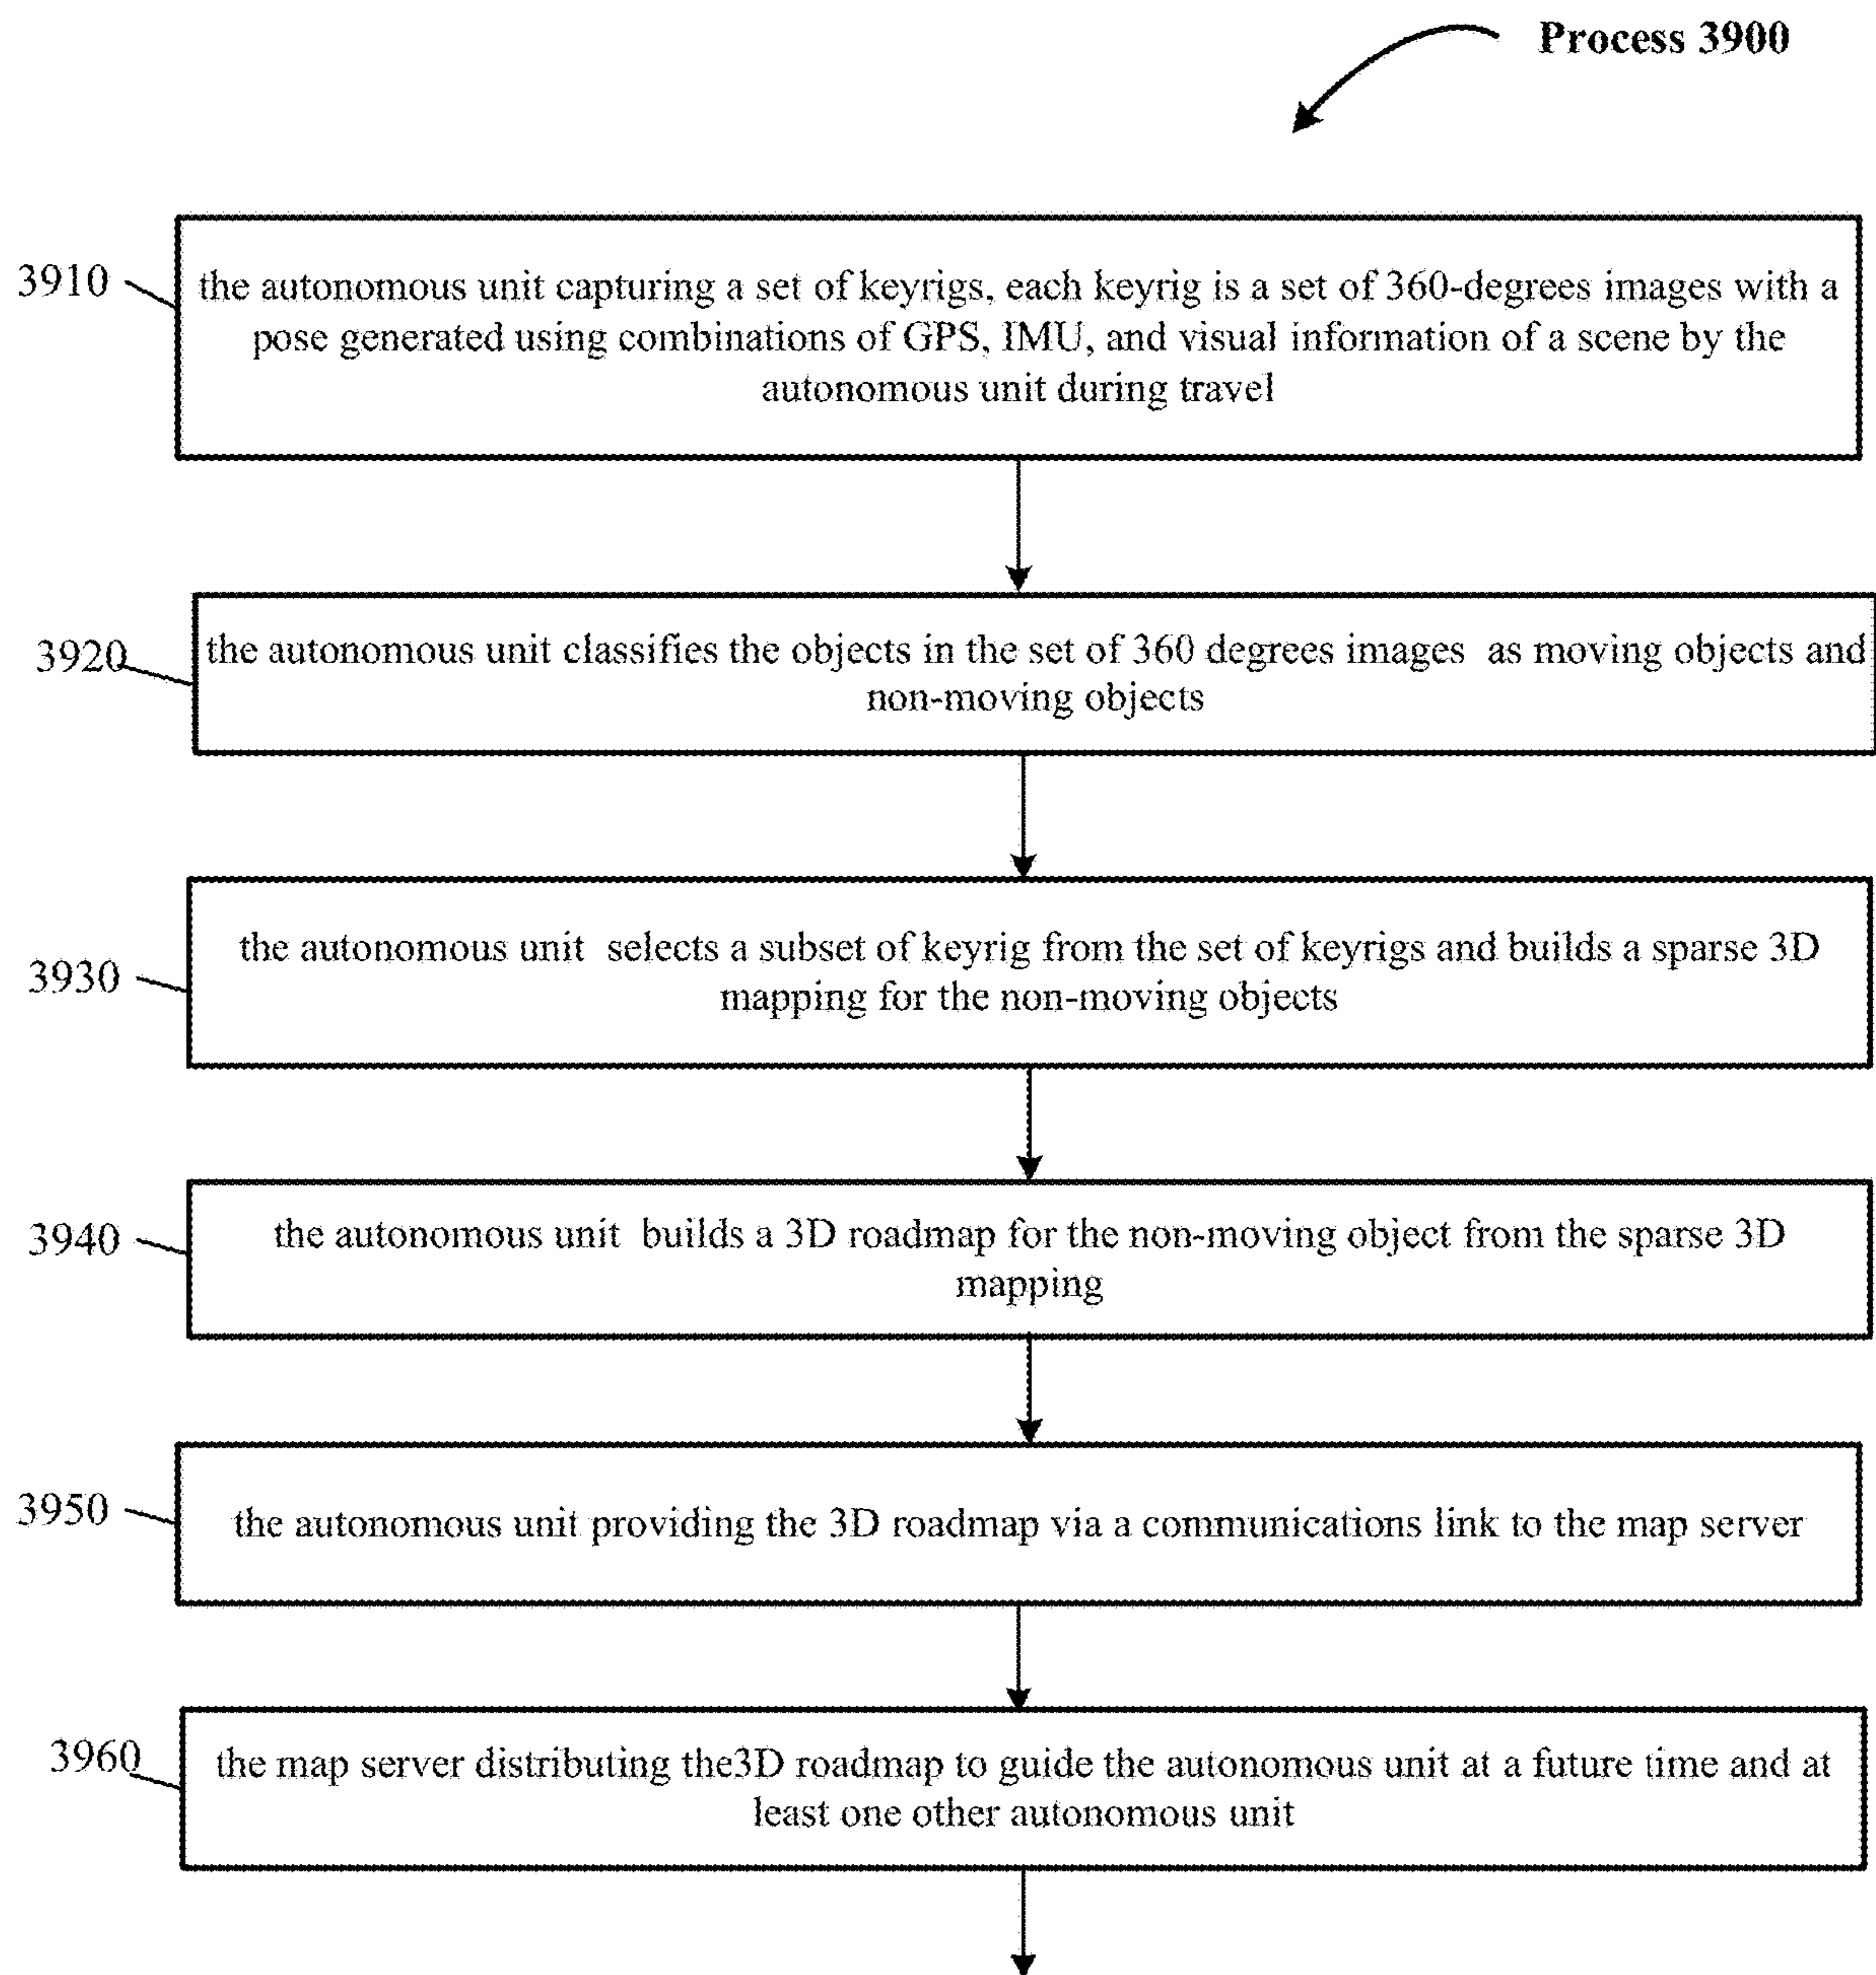 Process 3900
3910
the autonomous unit capturing a set of keyrigs, each keyrig is a set of 360-degrees images with a
pose generated using combinations of GPS, IMU, and visual information of a scene by the
autonomous unit during travel
3920
the autonomous unit classifies the objects in the set of 360 degrees images as moving objects and
non-moving objects
3930
the autonomous unit selects a subset of keyrig from the set of keyrigs and builds a sparse 3D
mapping for the non-moving objects
3940
the autonomous unit builds a 3D roadmap for the non-moving object from the sparse 3D
mapping
3950
the autonomous unit providing the 3D roadmap via a communications link to the map server
3960
the map server distributing the3D roadmap to guide the autonomous unit at a future time and at
least one other autonomous unit